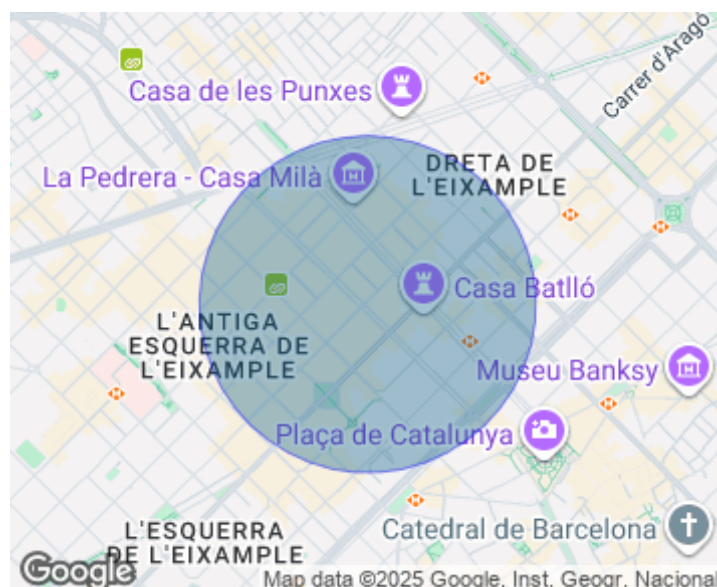 Casa de les Punxes
Carrer d'Aragó
La Pedrera - Casa Milà
DRETA DE
L'EIXAMPLE
Casa Batlló
L'ANTIGA
ESQUERRA DE
L'EIXAMPLE
Museu Banksy
Plaça de Catalunya
L'ESQUERRA
DE L'EIXAMPLE
Catedral de Barcelona
Google
Map data ©2025 Google, Inst. Geogr. Nacional